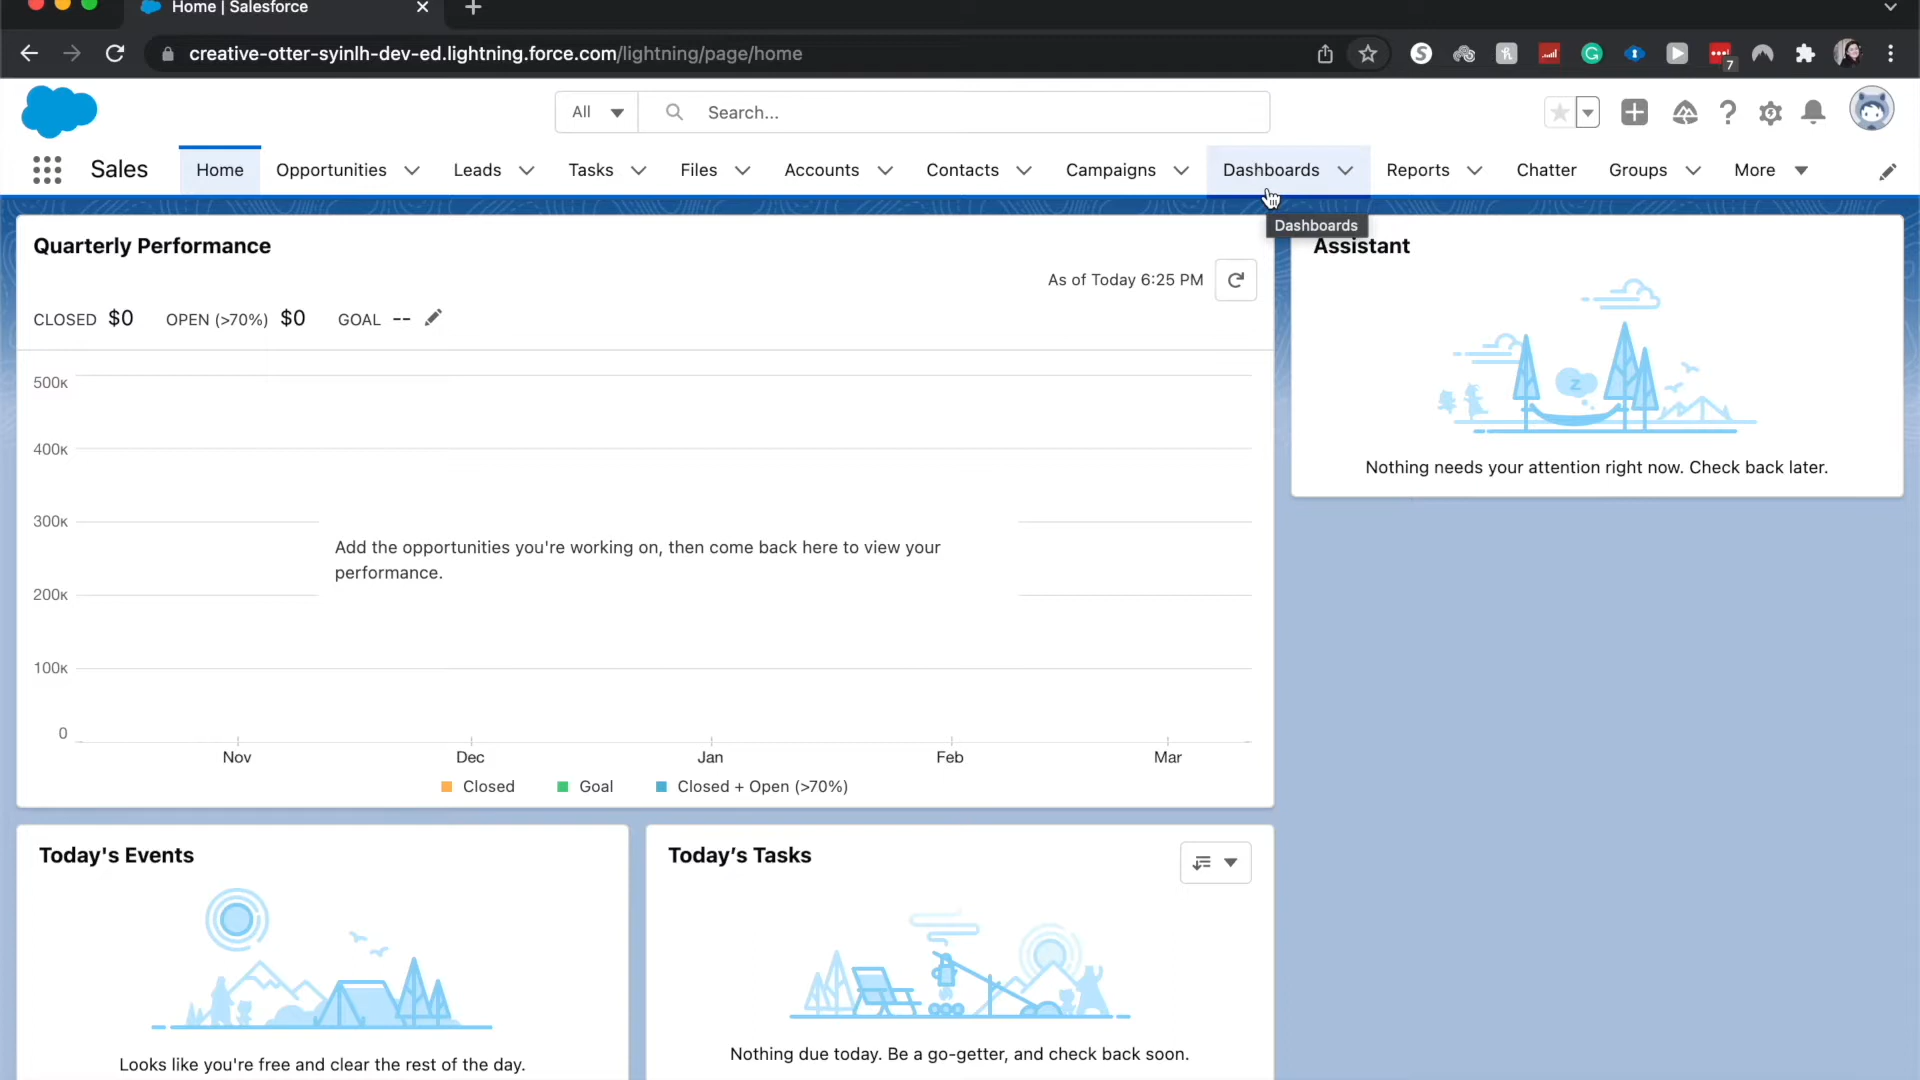 Home | Salesforce
creative-otter-syinlh-dev-ed.lightning.force.com/lightning/page/home
7
All
Search...
Sales
Home
Opportunities
Leads
Tasks
Files
Accounts
Contacts
Campaigns
Dashboards
Reports
Chatter
Groups
More
Dashboards
Quarterly Performance
As of Today 6:25 PM
CLOSED $0 OPEN (>70%) $0 GOAL --
500K
400K
300K
200K
100K
0
Add the opportunities you're working on, then come back here to view your
performance.
Nov
Dec
Jan
Feb
Mar
Closed
Goal
Closed + Open (>70%)
Assistant
z
Nothing needs your attention right now. Check back later.
Today's Events
Looks like you're free and clear the rest of the day.
Today’s Tasks
Nothing due today. Be a go-getter, and check back soon.